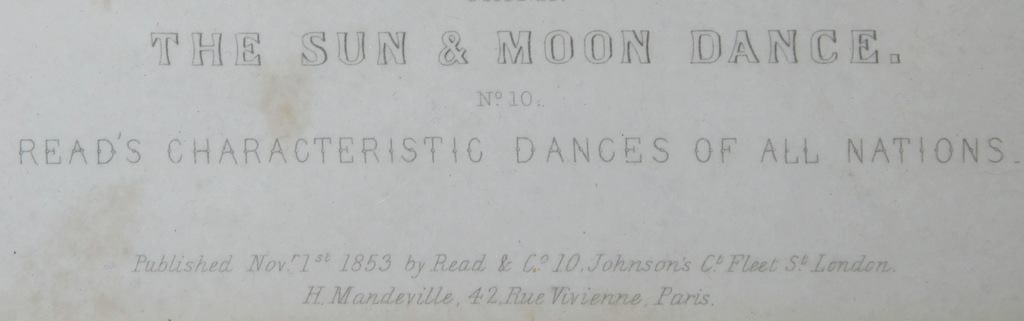 THE SUN & MOON DANCE.
Nº 10.
READ'S CHARACTERISTIC DANCES OF ALL NATIONS.
Published Novr 1st 1853 by Read & Cº 10, Johnson's Ct Fleet St London.
H. Mandeville, 42, Rue Vivienne, Paris.